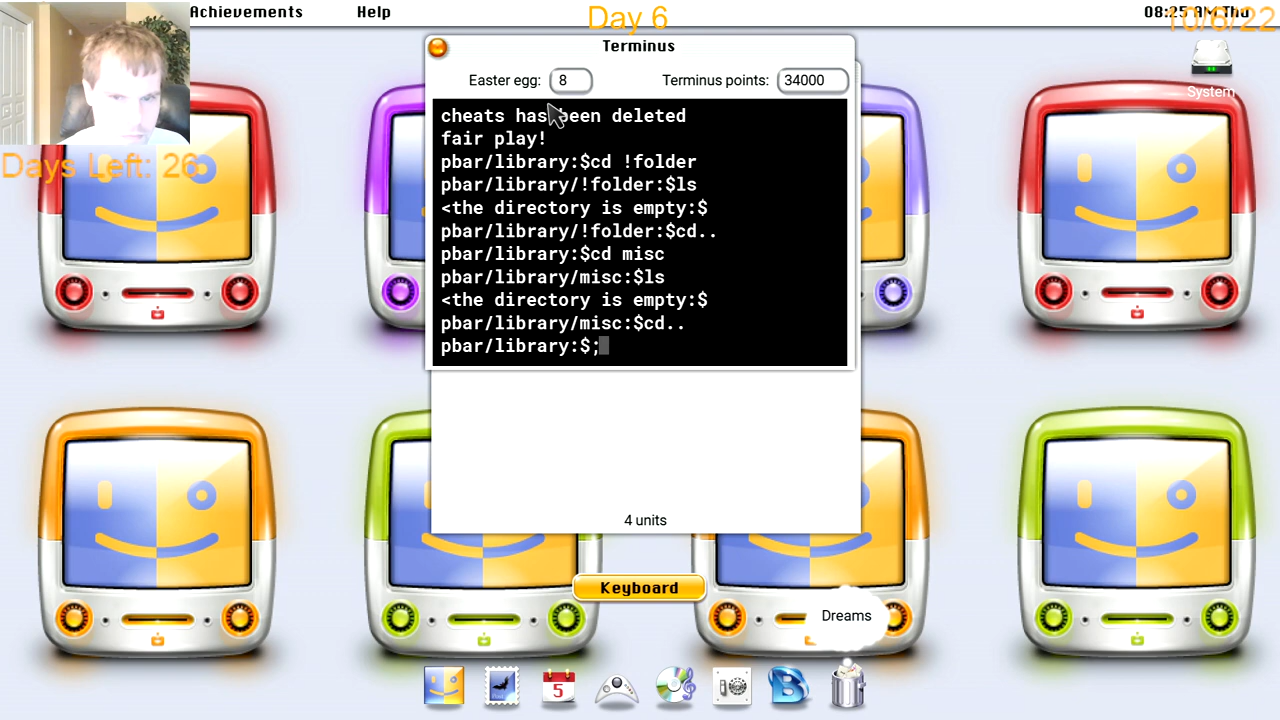 Achievements
Help
Day 6
08:25 AM Thu
10/6/22
Days Left: 26
Terminus
Easter egg: 8
Terminus points: 34000
cheats has been deleted
fair play!
pbar/library:$cd !folder
pbar/library/!folder:$ls
<the directory is empty:$
pbar/library/!folder:$cd..
pbar/library:$cd misc
pbar/library/misc:$ls
<the directory is empty:$
pbar/library/misc:$cd..
pbar/library:$;
System
4 units
Keyboard
Dreams
5
B